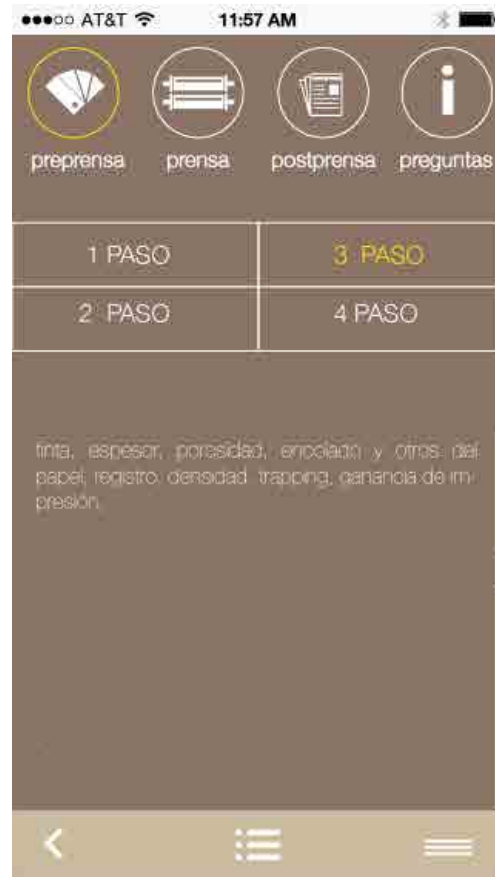 AT&T 11:57 AM
preprensa prensa postprensa preguntas
1 PASO 3 PASO
2 PASO 4 PASO
tinta, espesor, porosidad, encolado y otros del
papel, registro, densidad, trapping, ganancia de im-
presión.